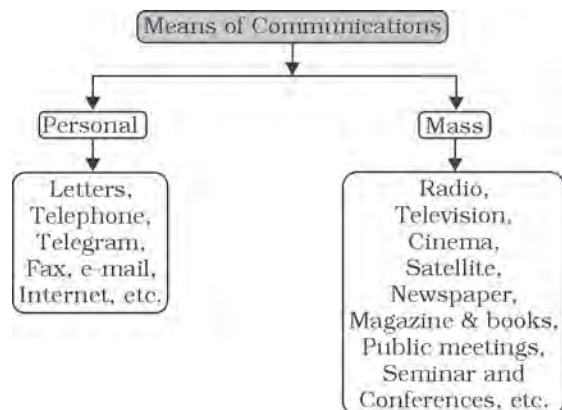 Means of Communications
Personal
Mass
Letters,
Telephone,
Telegram,
Fax, e-mail,
Internet, etc.
Radio,
Television,
Cinema,
Satellite,
Newspaper,
Magazine & books,
Public meetings,
Seminar and
Conferences, etc.